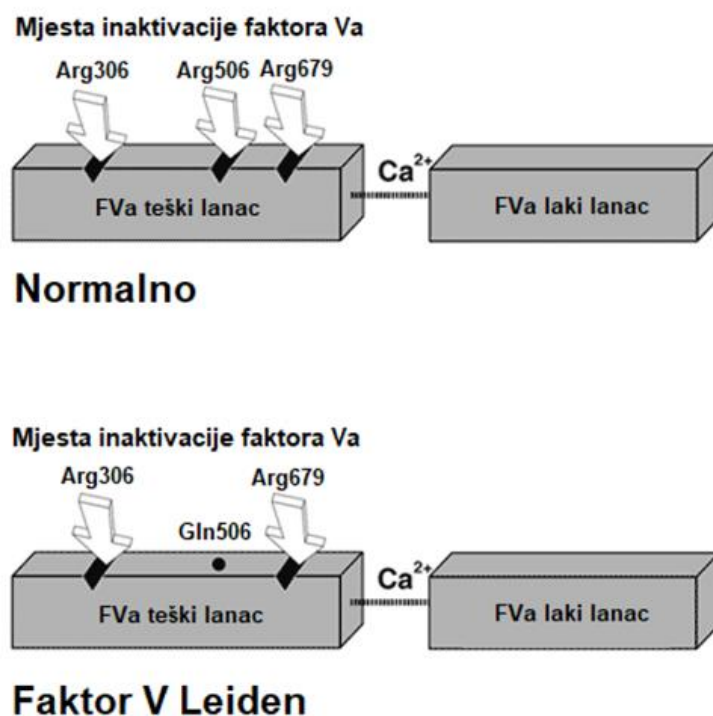 Mjesta inaktivacije faktora Va
Arg306 Arg506 Arg679
Ca²⁺
FVa teški lanac FVa laki lanac
Normalno
Mjesta inaktivacije faktora Va
Arg306 Arg679
Gln506
Ca²⁺
FVa teški lanac FVa laki lanac
Faktor V Leiden